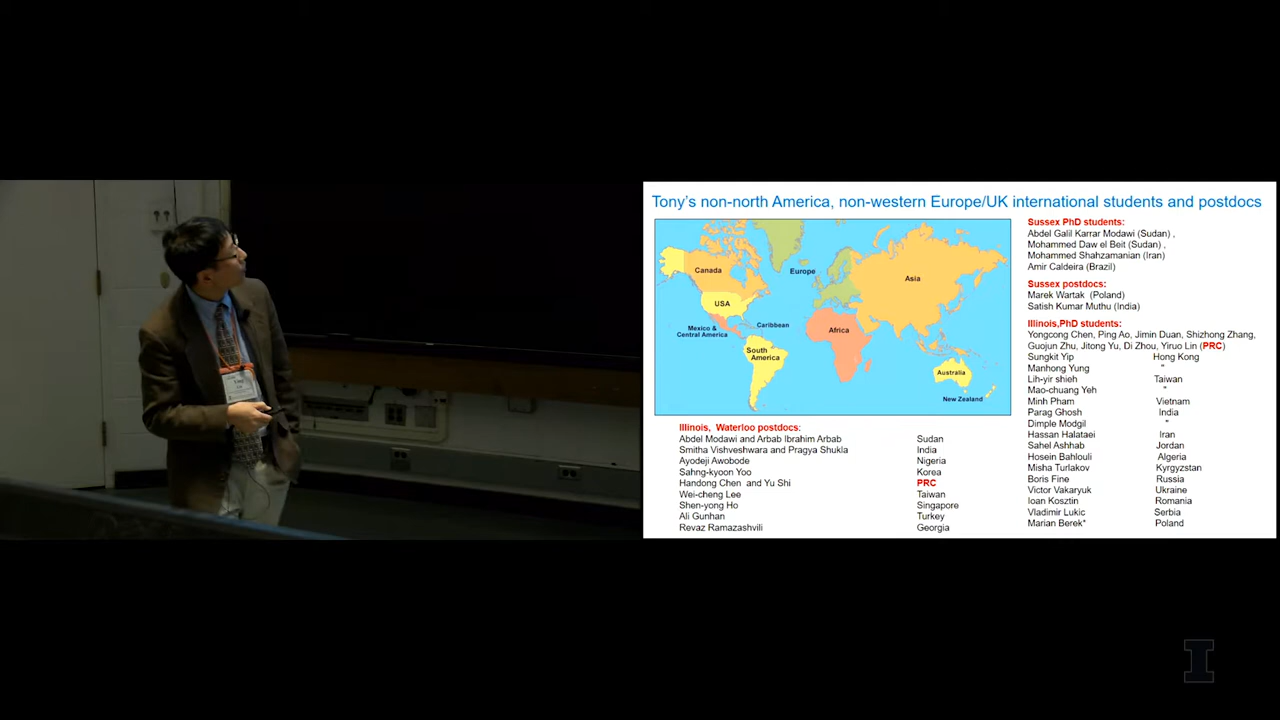 Tony's non-north America, non-western Europe/UK international students and postdocs
Canada
USA
Mexico &
Central America
Caribbean
South
America
Europe
Africa
Asia
Australia
New Zealand
Illinois, Waterloo postdocs:
Abdel Modawi and Arbab Ibrahim Arbab Sudan
Smitha Vishveshwara and Pragya Shukla India
Ayodeji Awobode Nigeria
Sahng-kyoon Yoo Korea
Handong Chen and Yu Shi PRC
Wei-cheng Lee Taiwan
Shen-yong Ho Singapore
Ali Gunhan Turkey
Revaz Ramazashvili Georgia
Sussex PhD students:
Abdel Galil Karrar Modawi (Sudan) ,
Mohammed Daw el Beit (Sudan) ,
Mohammed Shahzamanian (Iran)
Amir Caldeira (Brazil)
Sussex postdocs:
Marek Wartak (Poland)
Satish Kumar Muthu (India)
Illinois,PhD students:
Yongcong Chen, Ping Ao, Jimin Duan, Shizhong Zhang,
Guojun Zhu, Jitong Yu, Di Zhou, Yiruo Lin (PRC)
Sungkit Yip Hong Kong
Manhong Yung "
Lih-yir shieh Taiwan
Mao-chuang Yeh "
Minh Pham Vietnam
Parag Ghosh India
Dimple Modgil "
Hassan Halataei Iran
Sahel Ashhab Jordan
Hosein Bahlouli Algeria
Misha Turlakov Kyrgyzstan
Boris Fine Russia
Victor Vakaryuk Ukraine
Ioan Kosztin Romania
Vladimir Lukic Serbia
Marian Berek* Poland